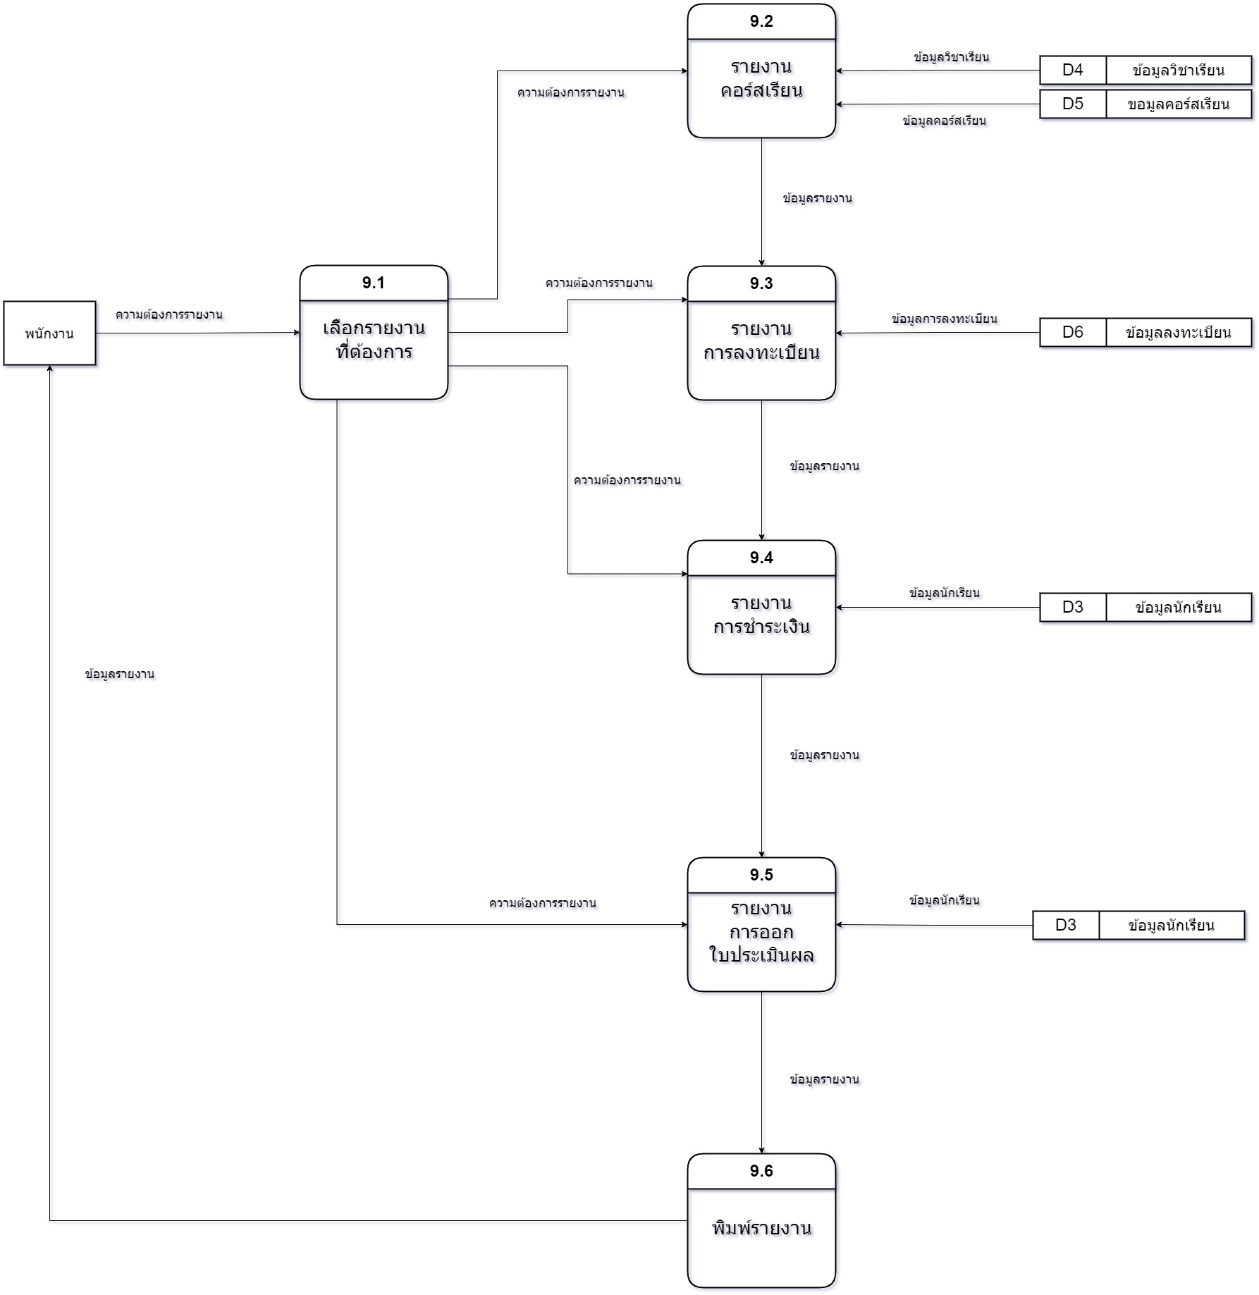 9.2
รายงาน
คอร์สเรียน
ข้อมูลวิชาเรียน
D4 ข้อมูลวิชาเรียน
ความต้องการรายงาน
D5 ขอมูลคอร์สเรียน
ข้อมูลคอร์สเรียน
ข้อมูลรายงาน
9.1
เลือกรายงาน
ที่ต้องการ
ความต้องการรายงาน
9.3
รายงาน
การลงทะเบียน
พนักงาน
ความต้องการรายงาน
ข้อมูลการลงทะเบียน
D6 ข้อมูลลงทะเบียน
ข้อมูลรายงาน
ความต้องการรายงาน
9.4
รายงาน
การชำระเงิน
ข้อมูลนักเรียน
D3 ข้อมูลนักเรียน
ข้อมูลรายงาน
ข้อมูลรายงาน
9.5
รายงาน
การออก
ใบประเมินผล
ความต้องการรายงาน
ข้อมูลนักเรียน
D3 ข้อมูลนักเรียน
ข้อมูลรายงาน
9.6
พิมพ์รายงาน